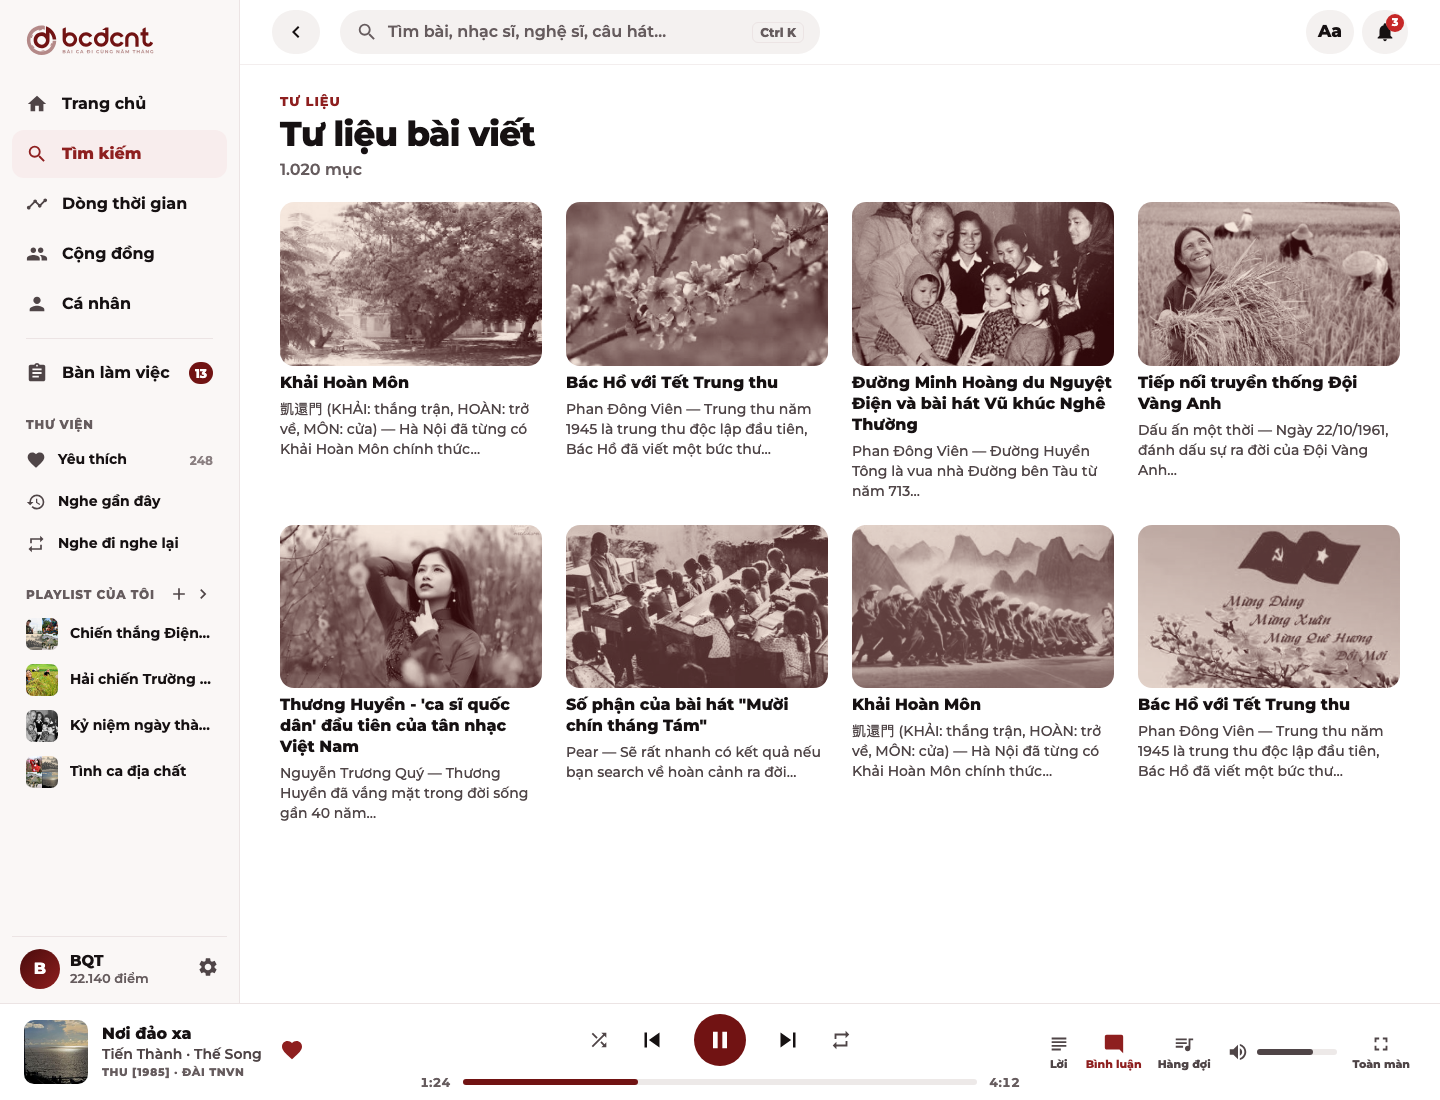 bcdcnt
BÀI CA ĐI CÙNG NĂM THÁNG
Trang chủ
Tìm kiếm
Dòng thời gian
Cộng đồng
Cá nhân
Bàn làm việc 13
THƯ VIỆN
Yêu thích 248
Nghe gần đây
Nghe đi nghe lại
PLAYLIST CỦA TÔI
Chiến thắng Điện...
Hải chiến Trường ...
Kỷ niệm ngày thà...
Tình ca địa chất
B
BQT
22.140 điểm
Tìm bài, nhạc sĩ, nghệ sĩ, câu hát... Ctrl K
Aa
3
TƯ LIỆU
Tư liệu bài viết
1.020 mục
Khải Hoàn Môn
凱還門 (KHẢI: thắng trận, HOÀN: trở
về, MÔN: cửa) — Hà Nội đã từng có
Khải Hoàn Môn chính thức...
Bác Hồ với Tết Trung thu
Phan Đông Viên — Trung thu năm
1945 là trung thu độc lập đầu tiên,
Bác Hồ đã viết một bức thư...
Đường Minh Hoàng du Nguyệt
Điện và bài hát Vũ khúc Nghê
Thường
Phan Đông Viên — Đường Huyền
Tông là vua nhà Đường bên Tàu từ
năm 713...
Tiếp nối truyền thống Đội
Vàng Anh
Dấu ấn một thời — Ngày 22/10/1961,
đánh dấu sự ra đời của Đội Vàng
Anh...
Thương Huyền - 'ca sĩ quốc
dân' đầu tiên của tân nhạc
Việt Nam
Nguyễn Trương Quý — Thương
Huyền đã vắng mặt trong đời sống
gần 40 năm...
Số phận của bài hát "Mười
chín tháng Tám"
Pear — Sẽ rất nhanh có kết quả nếu
bạn search về hoàn cảnh ra đời...
Khải Hoàn Môn
凱還門 (KHẢI: thắng trận, HOÀN: trở
về, MÔN: cửa) — Hà Nội đã từng có
Khải Hoàn Môn chính thức...
Mừng Đảng
Mừng Xuân
Mừng Quê Hương
Đổi Mới
Bác Hồ với Tết Trung thu
Phan Đông Viên — Trung thu năm
1945 là trung thu độc lập đầu tiên,
Bác Hồ đã viết một bức thư...
Nơi đảo xa
Tiến Thành · Thế Song
THU [1985] · ĐÀI TNVN
1:24
4:12
Lời
Bình luận
Hàng đợi
Toàn màn